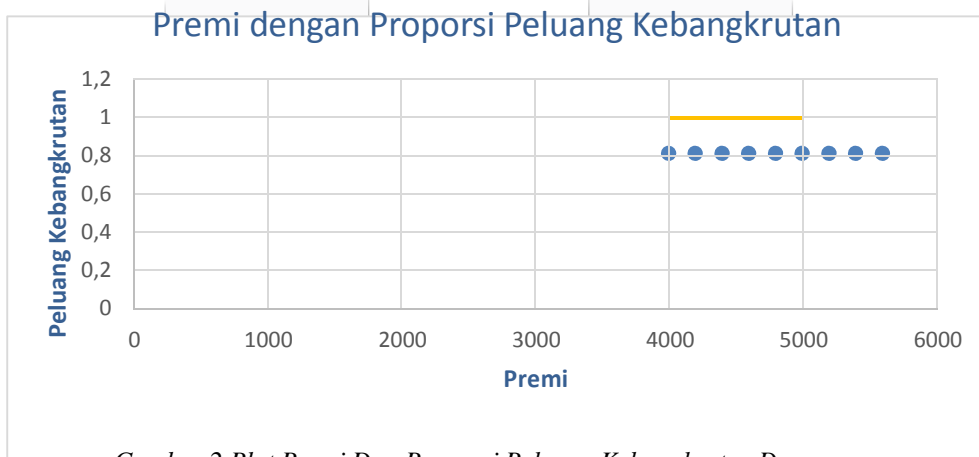 Premi dengan Proporsi Peluang Kebangkrutan
Peluang Kebangkrutan
1,2
1
0,8
0,6
0,4
0,2
0
0 1000 2000 3000 4000 5000 6000
Premi